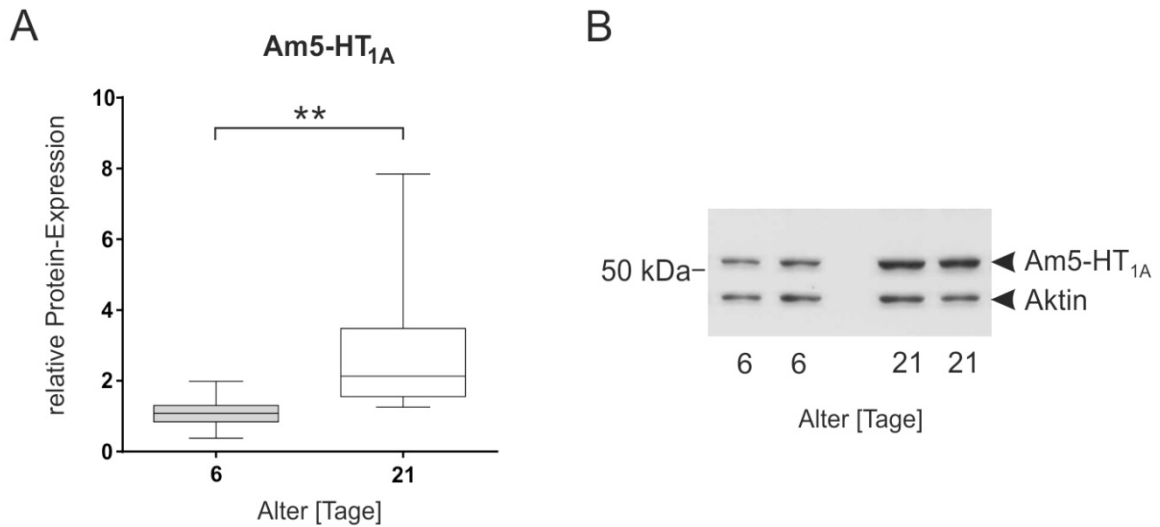 A
Am5-HT1A
**
relative Protein-Expression
10
8
6
4
2
0
6 21
Alter [Tage]
B
50 kDa–
Am5-HT1A
Aktin
6 6 21 21
Alter [Tage]